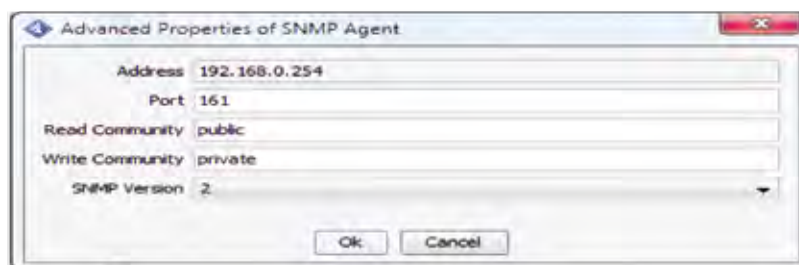 Advanced Properties of SNMP Agent
Address 192.168.0.254
Port 161
Read Community public
Write Community private
SNMP Version 2
Ok Cancel